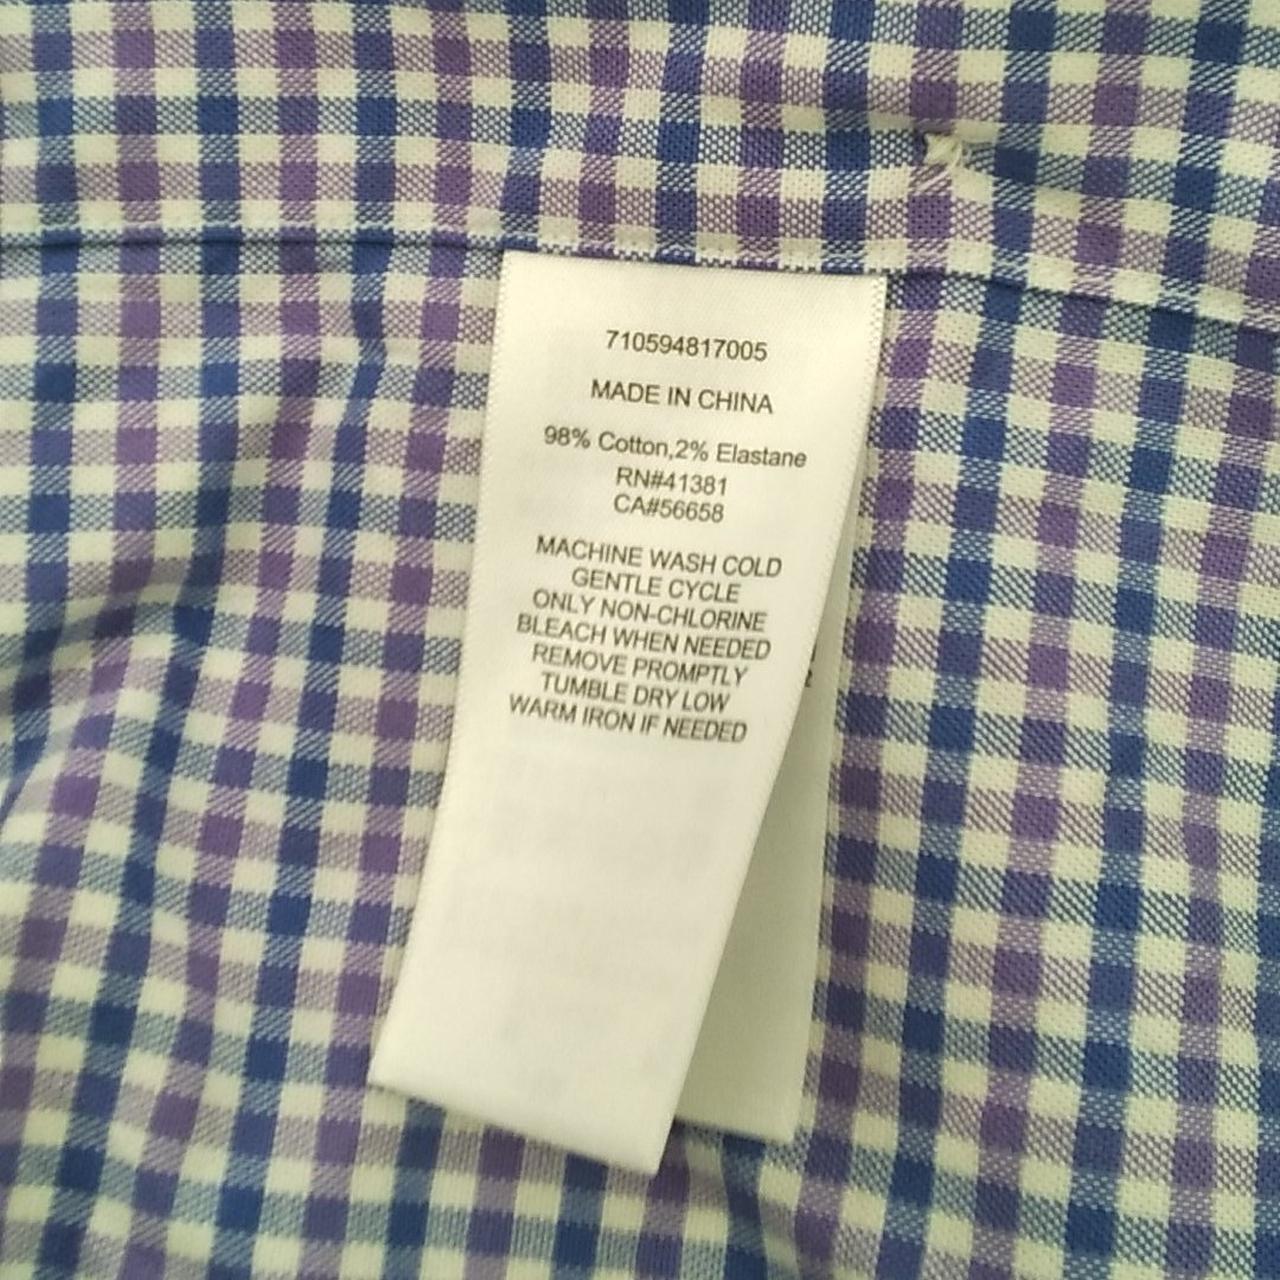 710594817005
MADE IN CHINA
98% Cotton,2% Elastane
RN#41381
CA#56658
MACHINE WASH COLD
GENTLE CYCLE
ONLY NON-CHLORINE
BLEACH WHEN NEEDED
REMOVE PROMPTLY
TUMBLE DRY LOW
WARM IRON IF NEEDED